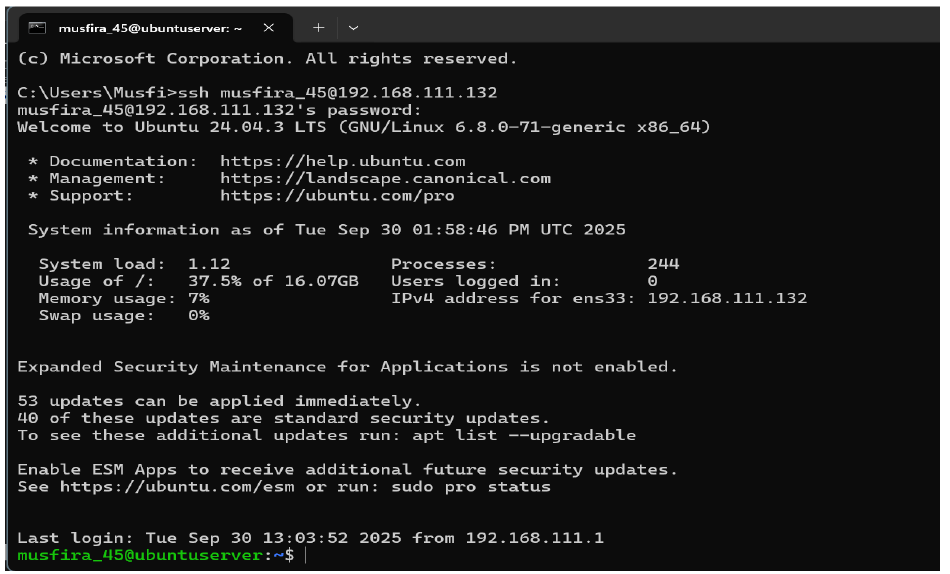 musfira_45@ubuntuserver: ~
(c) Microsoft Corporation. All rights reserved.
C:\Users\Musfi>ssh musfira_45@192.168.111.132
musfira_45@192.168.111.132's password:
Welcome to Ubuntu 24.04.3 LTS (GNU/Linux 6.8.0-71-generic x86_64)
* Documentation:  https://help.ubuntu.com
* Management:     https://landscape.canonical.com
* Support:        https://ubuntu.com/pro
System information as of Tue Sep 30 01:58:46 PM UTC 2025
System load:  1.12               Processes:              244
Usage of /:   37.5% of 16.07GB   Users logged in:        0
Memory usage: 7%                 IPv4 address for ens33: 192.168.111.132
Swap usage:   0%
Expanded Security Maintenance for Applications is not enabled.
53 updates can be applied immediately.
40 of these updates are standard security updates.
To see these additional updates run: apt list --upgradable
Enable ESM Apps to receive additional future security updates.
See https://ubuntu.com/esm or run: sudo pro status
Last login: Tue Sep 30 13:03:52 2025 from 192.168.111.1
musfira_45@ubuntuserver:~$